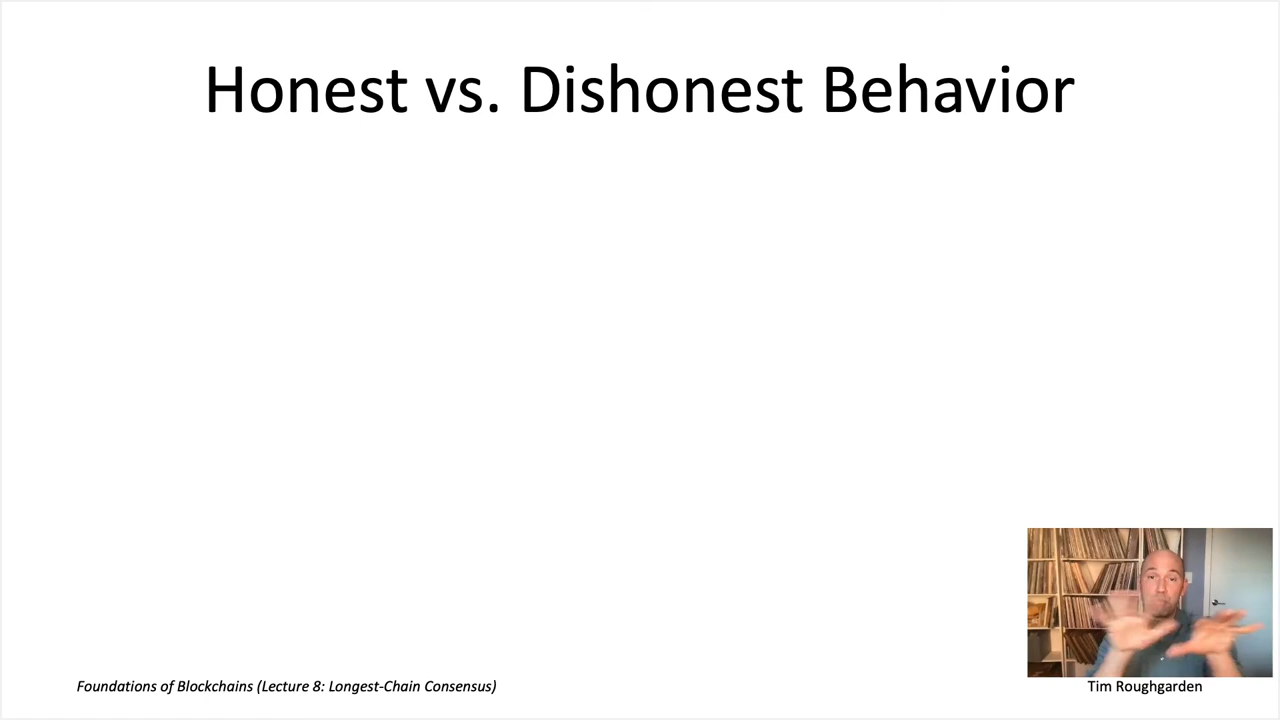 Honest vs. Dishonest Behavior
Foundations of Blockchains (Lecture 8: Longest-Chain Consensus)
Tim Roughgarden